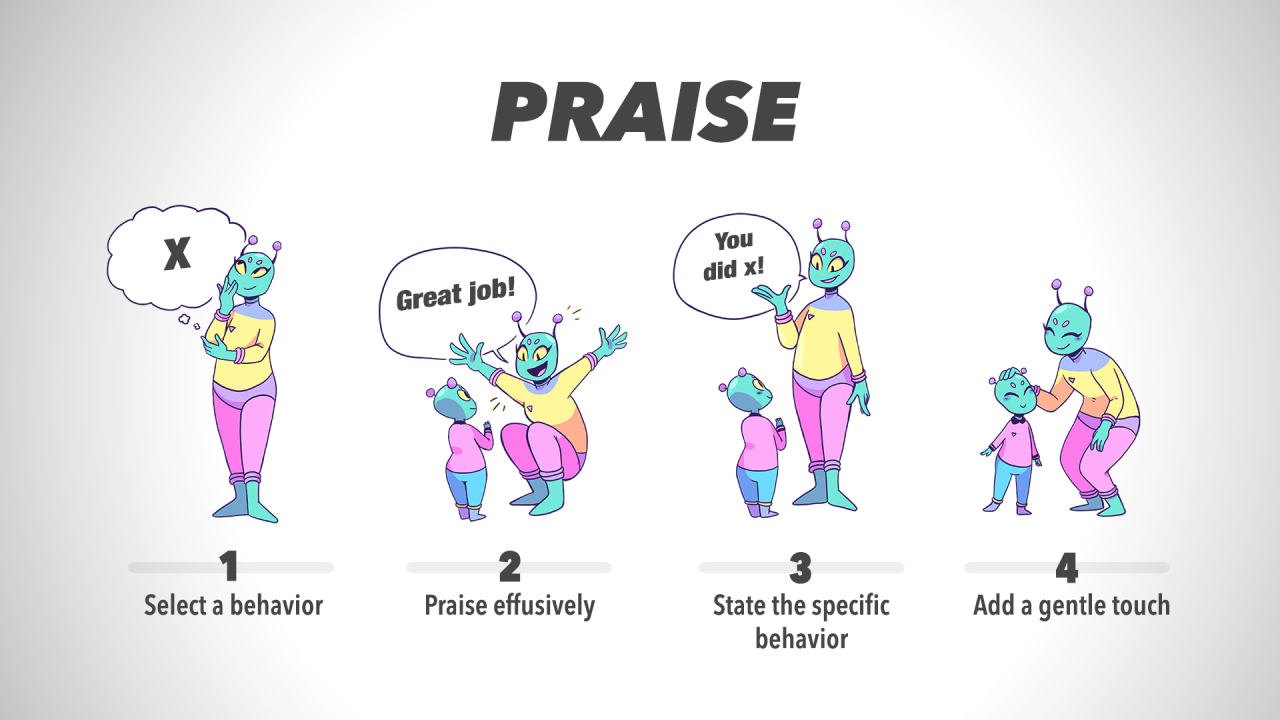 PRAISE
X
Great job!
You
did x!
1
Select a behavior
2
Praise effusively
3
State the specific
behavior
4
Add a gentle touch